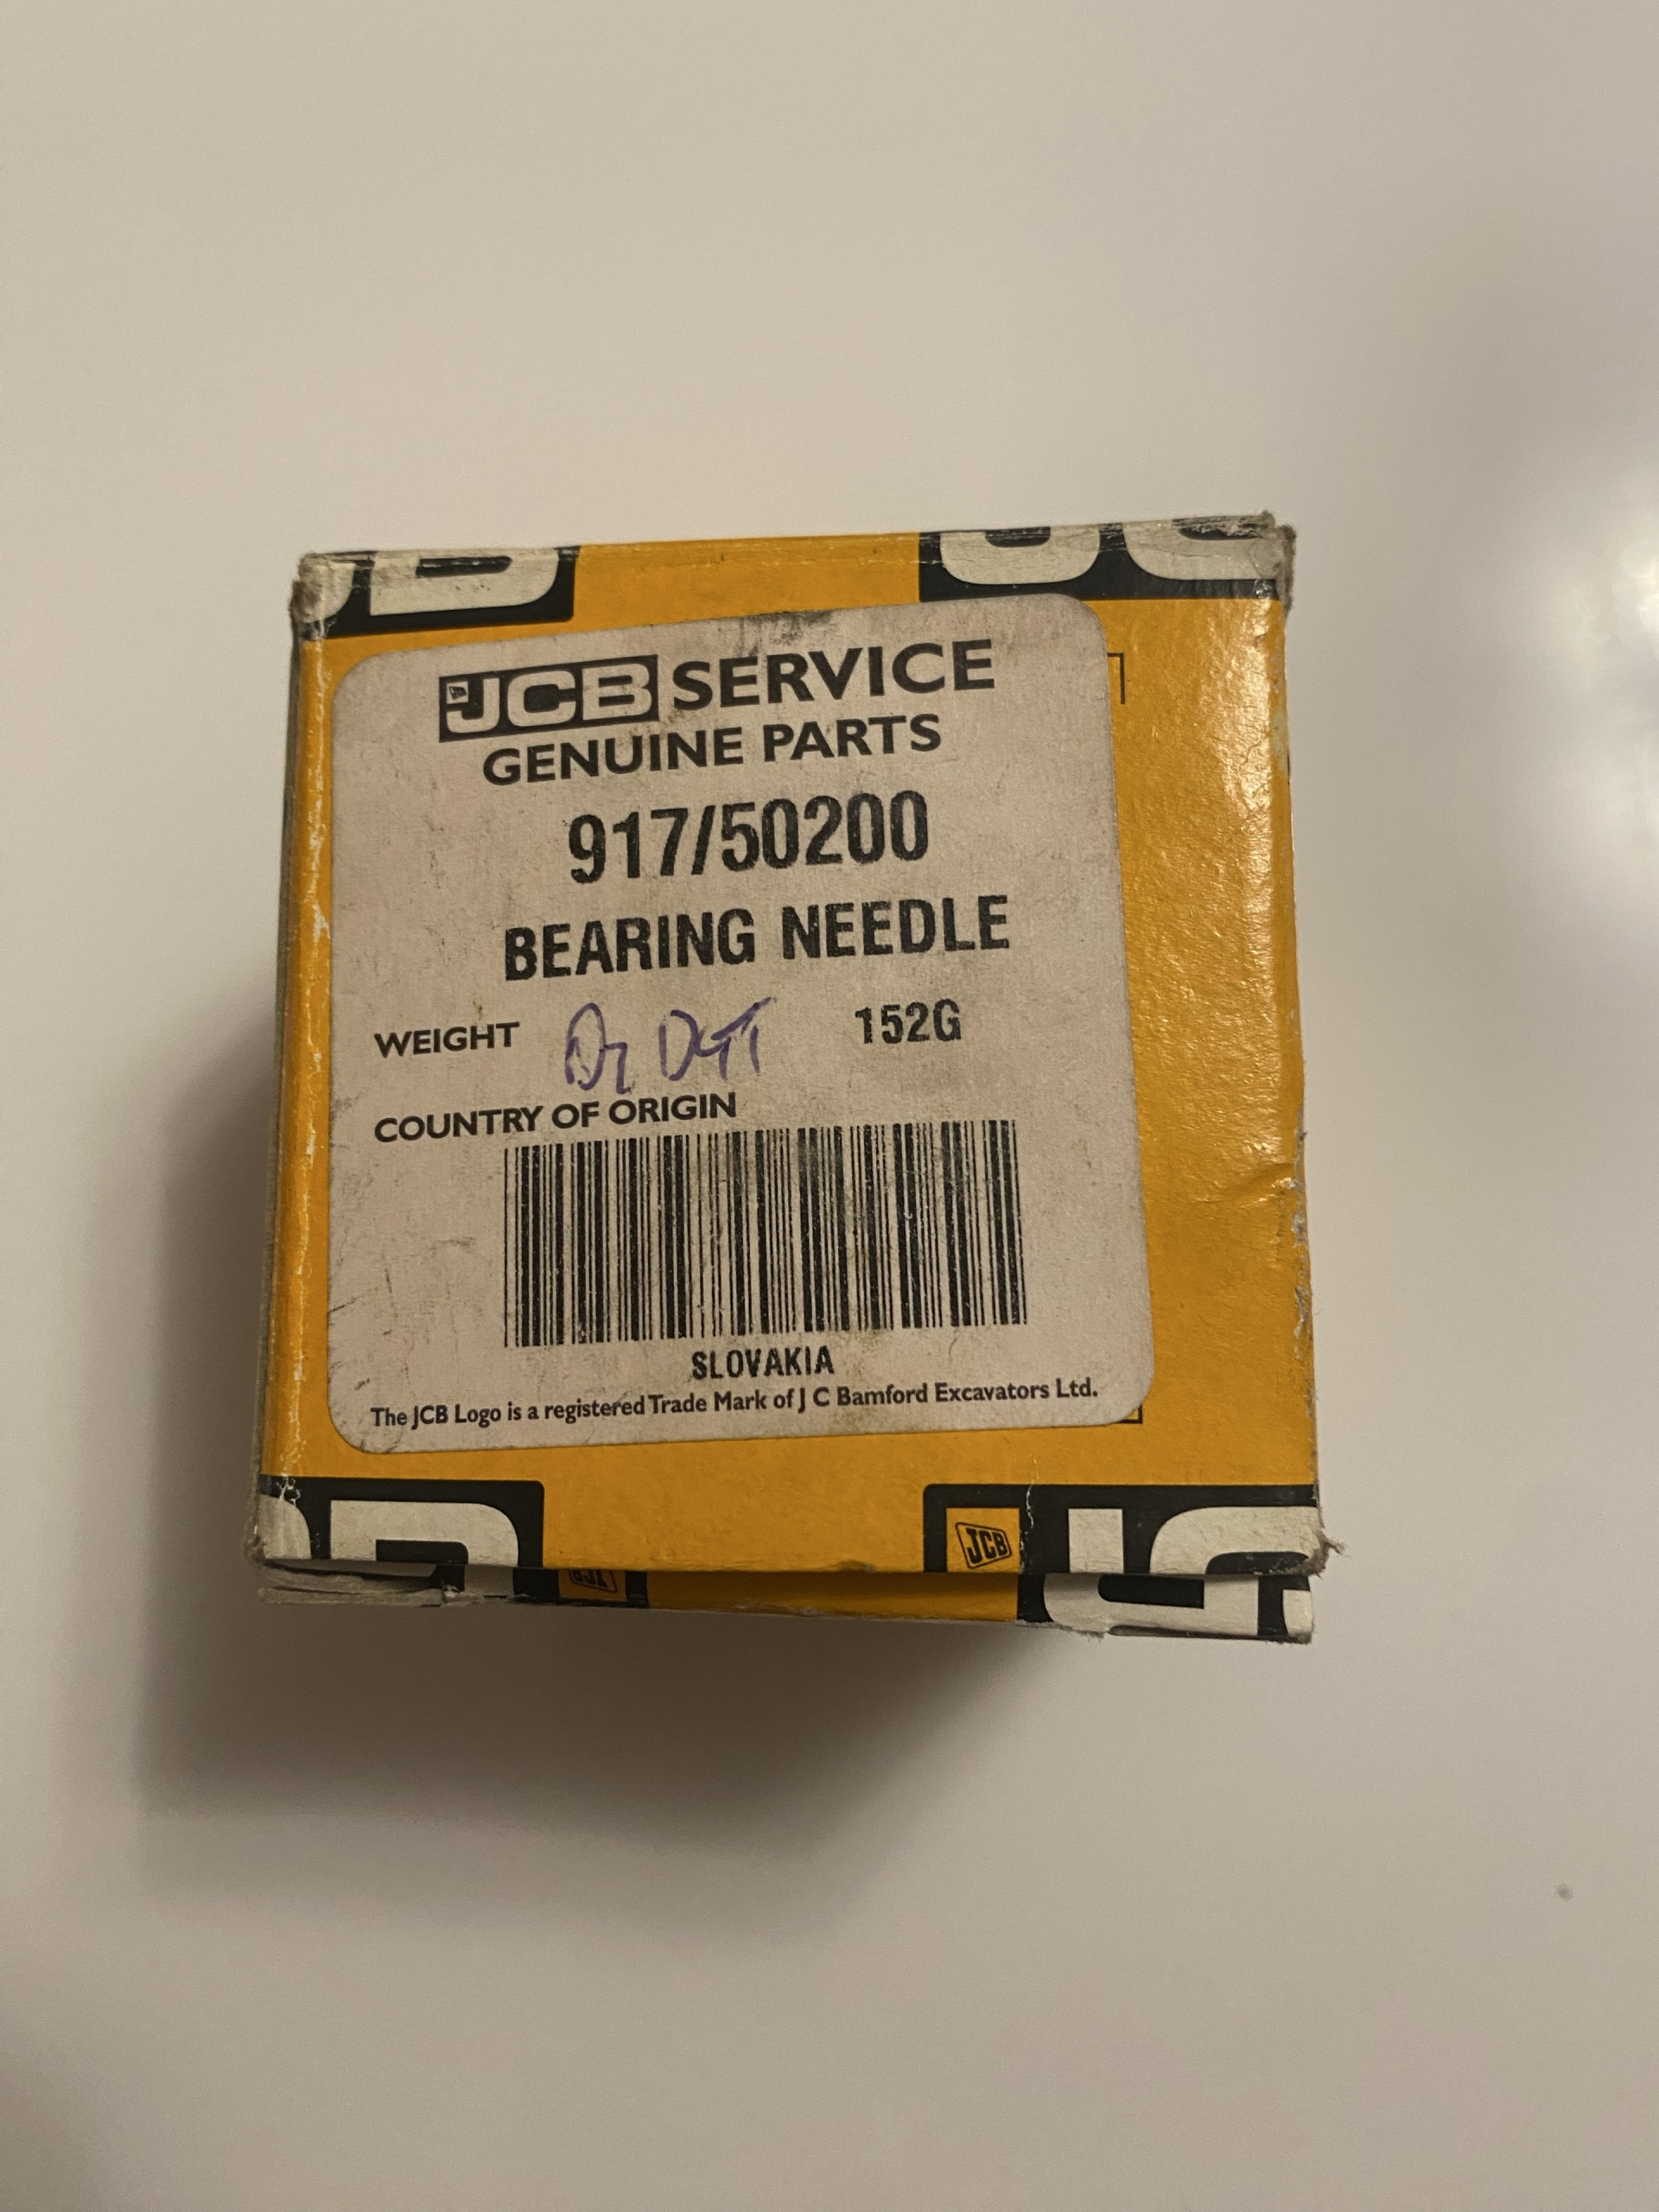 JCB SERVICE
GENUINE PARTS
917/50200
BEARING NEEDLE
WEIGHT 152G
COUNTRY OF ORIGIN
SLOVAKIA
The JCB Logo is a registered Trade Mark of J C Bamford Excavators Ltd.
JCB